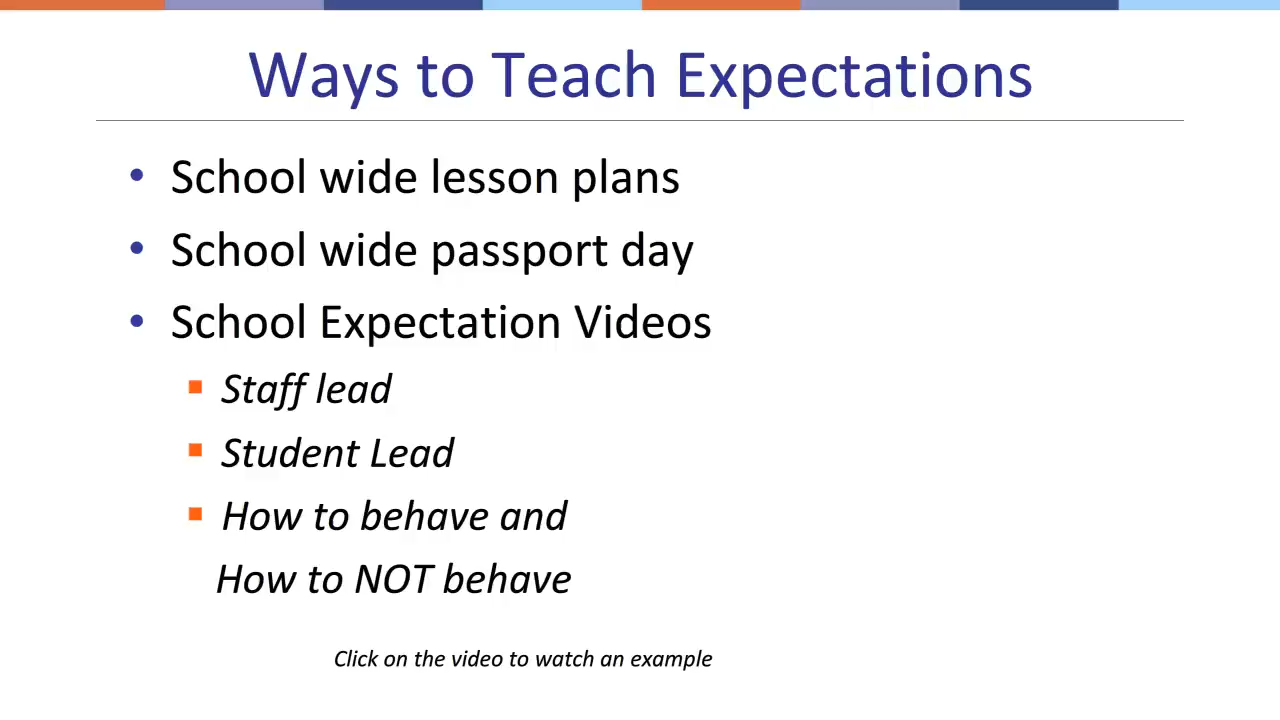 Ways to Teach Expectations
• School wide lesson plans
• School wide passport day
• School Expectation Videos
▪ Staff lead
▪ Student Lead
▪ How to behave and
How to NOT behave
Click on the video to watch an example